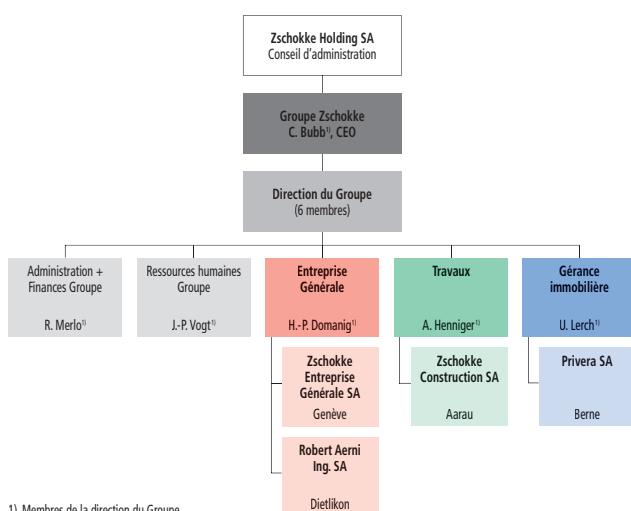 Zschokke Holding SA
Conseil d'administration
Groupe Zschokke
C. Bubb1), CEO
Direction du Groupe
(6 membres)
Administration +
Finances Groupe
R. Merlo1)
Ressources humaines
Groupe
J.-P. Vogt1)
Entreprise
Générale
H.-P. Domanig1)
Travaux
A. Henniger1)
Gérance
immobilière
U. Lerch1)
Zschokke
Entreprise
Générale SA
Genève
Zschokke
Construction SA
Aarau
Privera SA
Berne
Robert Aerni
Ing. SA
Dietlikon
1) Membres de la direction du Groupe